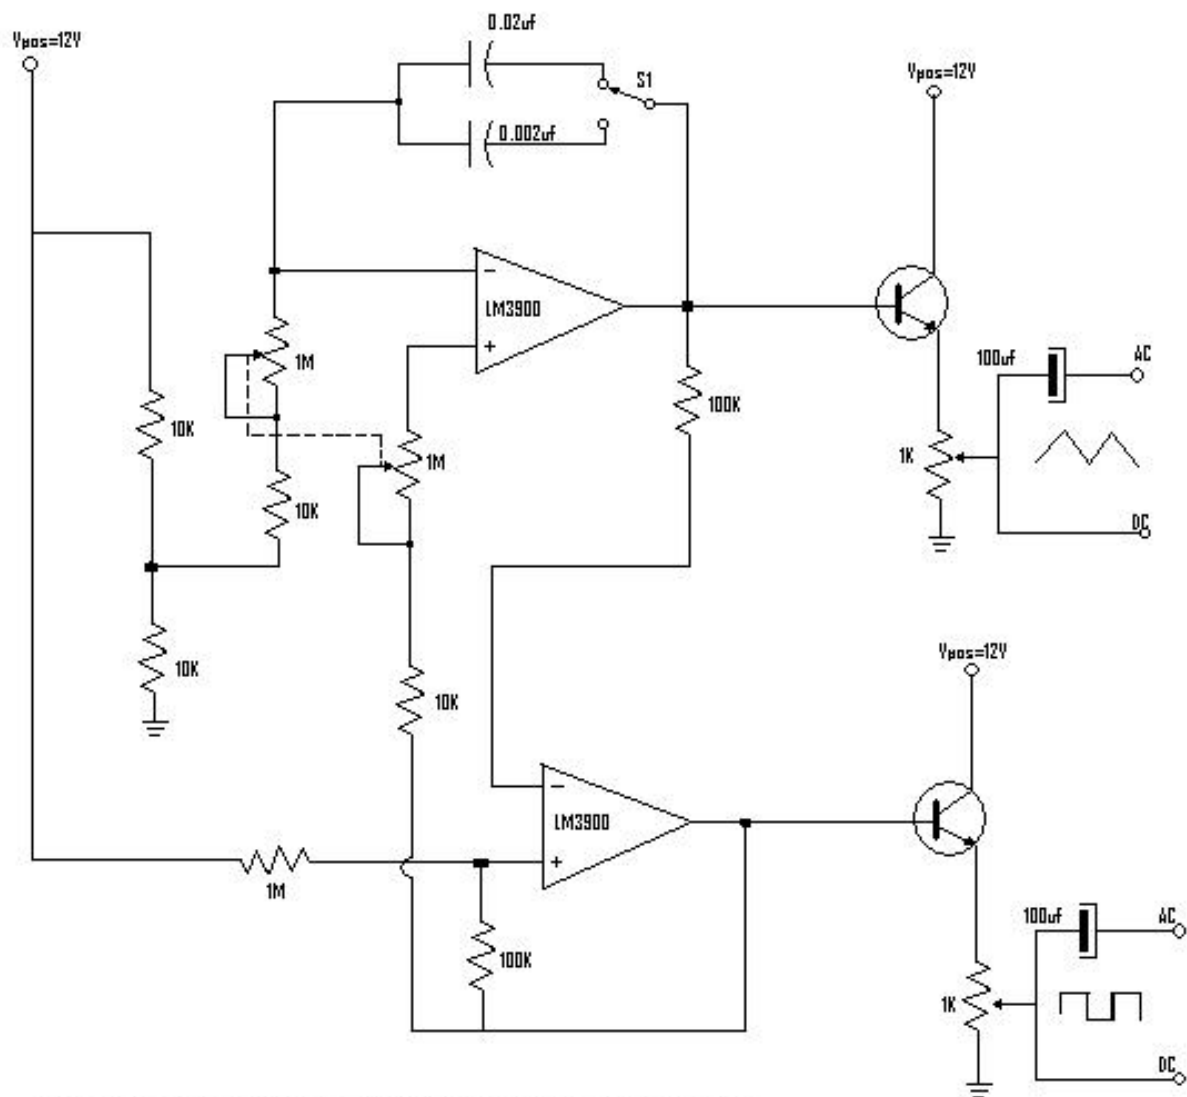 Vpos=12V
0.02uf
S1
0.002uf
Vpos=12V
-
LM3900
+
1M
100K
100uf
AC
10K
1M
1K
10K
DC
10K
10K
Vpos=12V
-
LM3900
+
1M
100K
100uf
AC
1K
DC